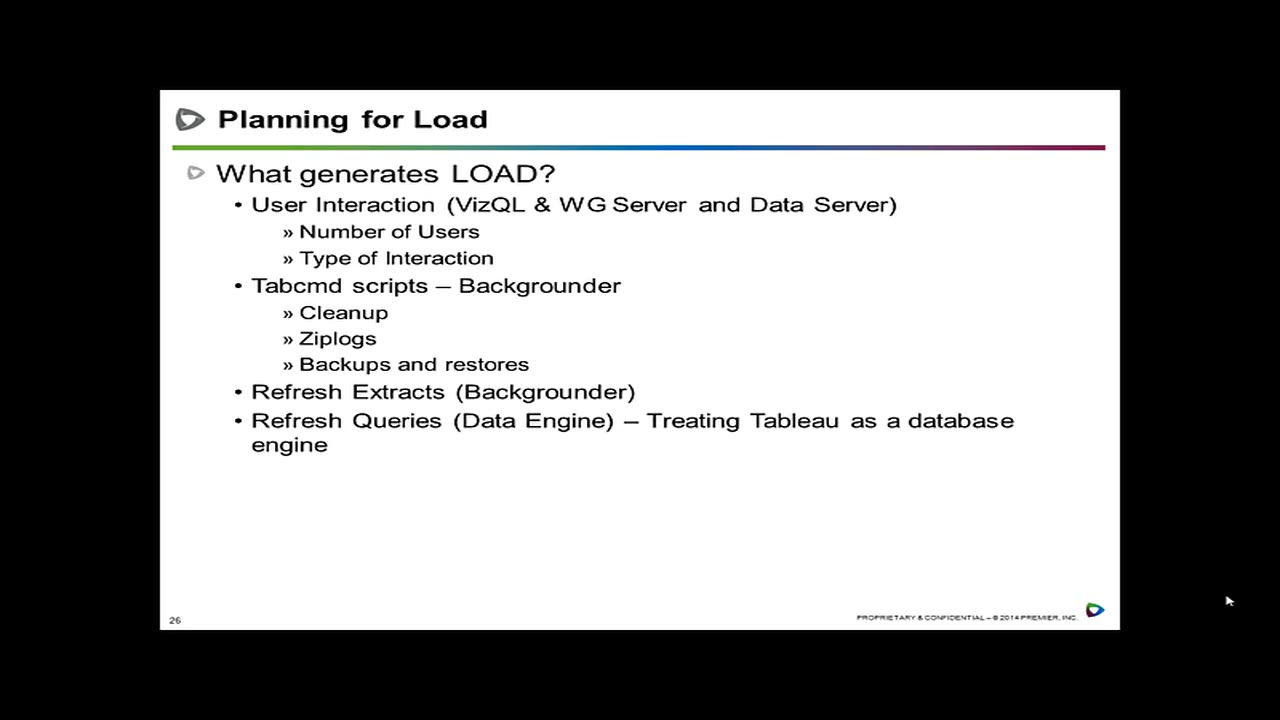 Planning for Load
What generates LOAD?
• User Interaction (VizQL & WG Server and Data Server)
» Number of Users
» Type of Interaction
• Tabcmd scripts – Backgrounder
» Cleanup
» Ziplogs
» Backups and restores
• Refresh Extracts (Backgrounder)
• Refresh Queries (Data Engine) – Treating Tableau as a database
engine
26
PROPRIETARY & CONFIDENTIAL – © 2014 PREMIER, INC.